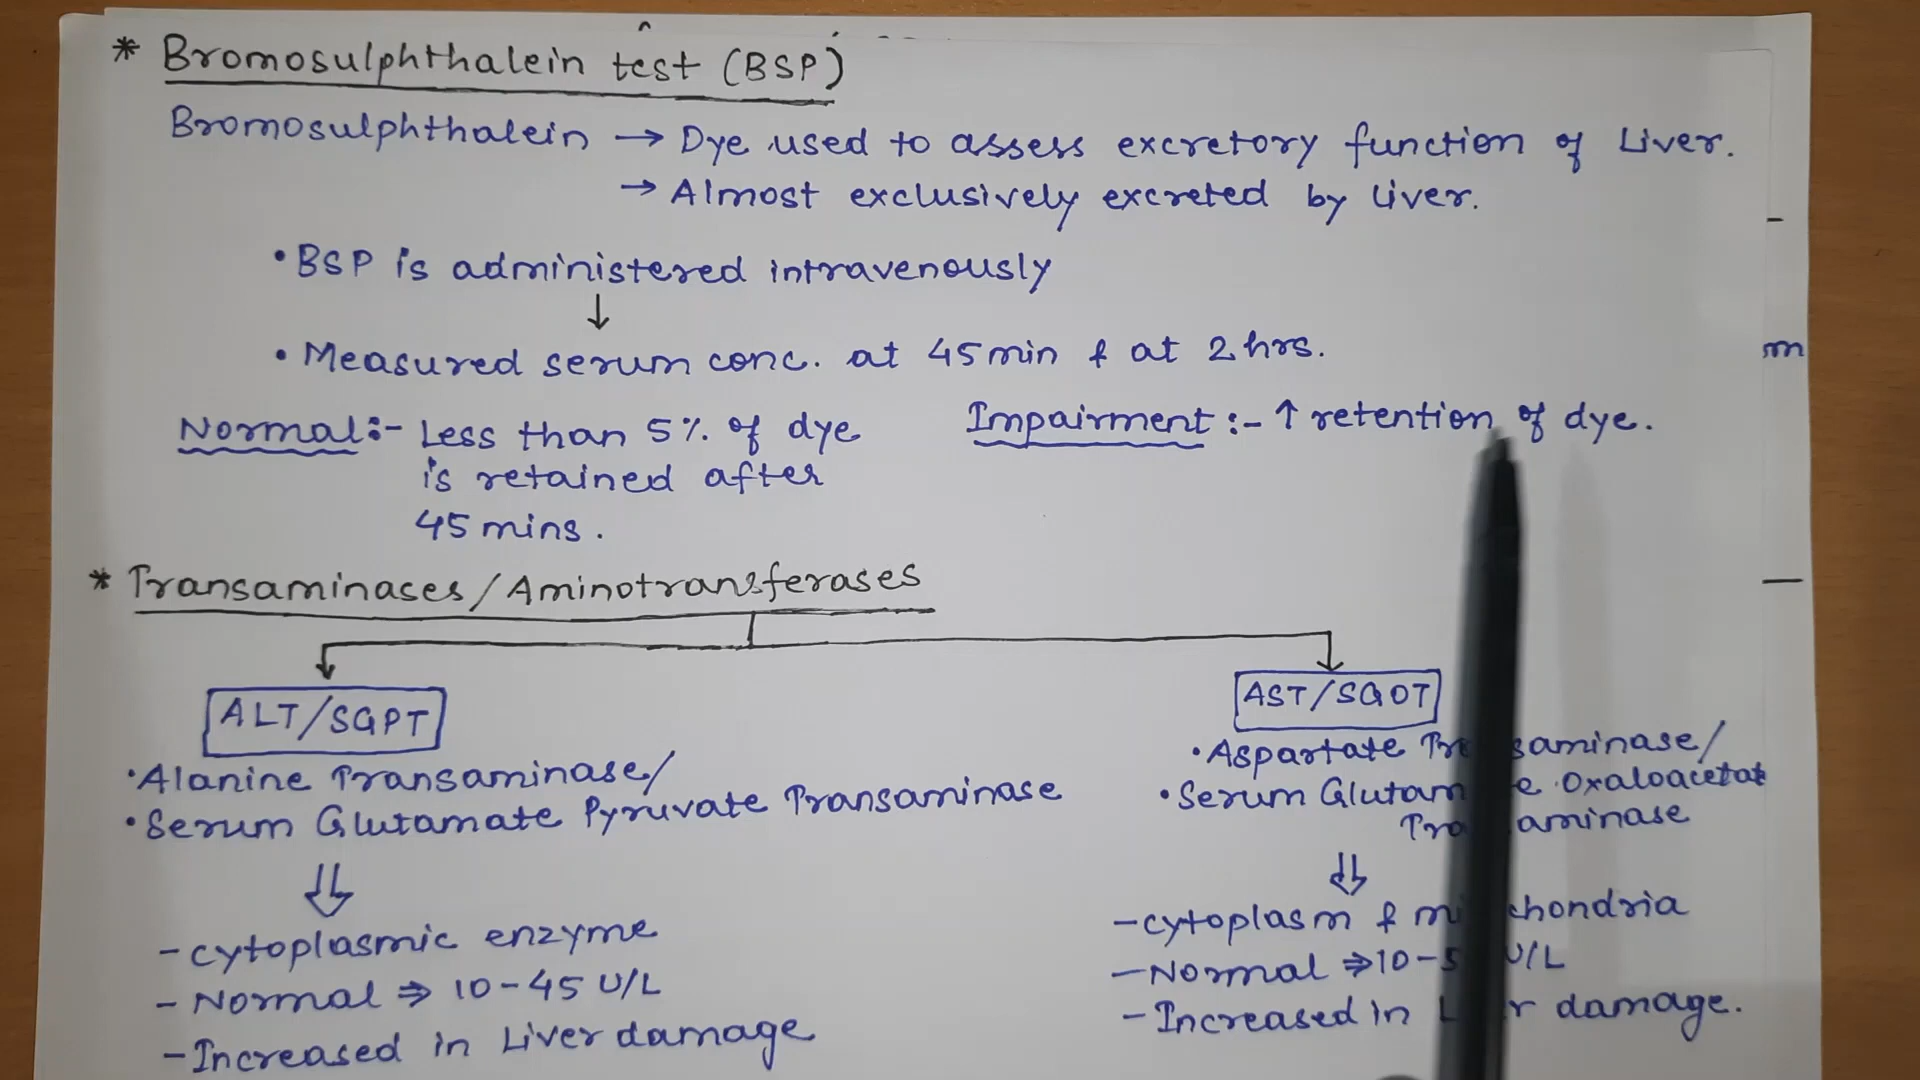 * Bromosulphthalein test (BSP)
Bromosulphthalein → Dye used to assess excretory function of Liver.
→ Almost exclusively excreted by liver.
• BSP is administered intravenously
↓
• Measured serum conc. at 45 min & at 2 hrs.
Normal :- Less than 5% of dye is retained after 45 mins.
Impairment :- ↑ retention of dye.
* Transaminases / Aminotransferases
ALT/SGPT
• Alanine Transaminase/
• Serum Glutamate Pyruvate Transaminase
⇓
- cytoplasmic enzyme
- Normal ⇒ 10-45 U/L
- Increased in Liver damage
AST/SGOT
• Aspartate saminase/
• Serum Oxaloacetate
aminase
⇓
- cytoplasm & chondria
- Normal ⇒ 10- U/L
- Increased in damage.
m